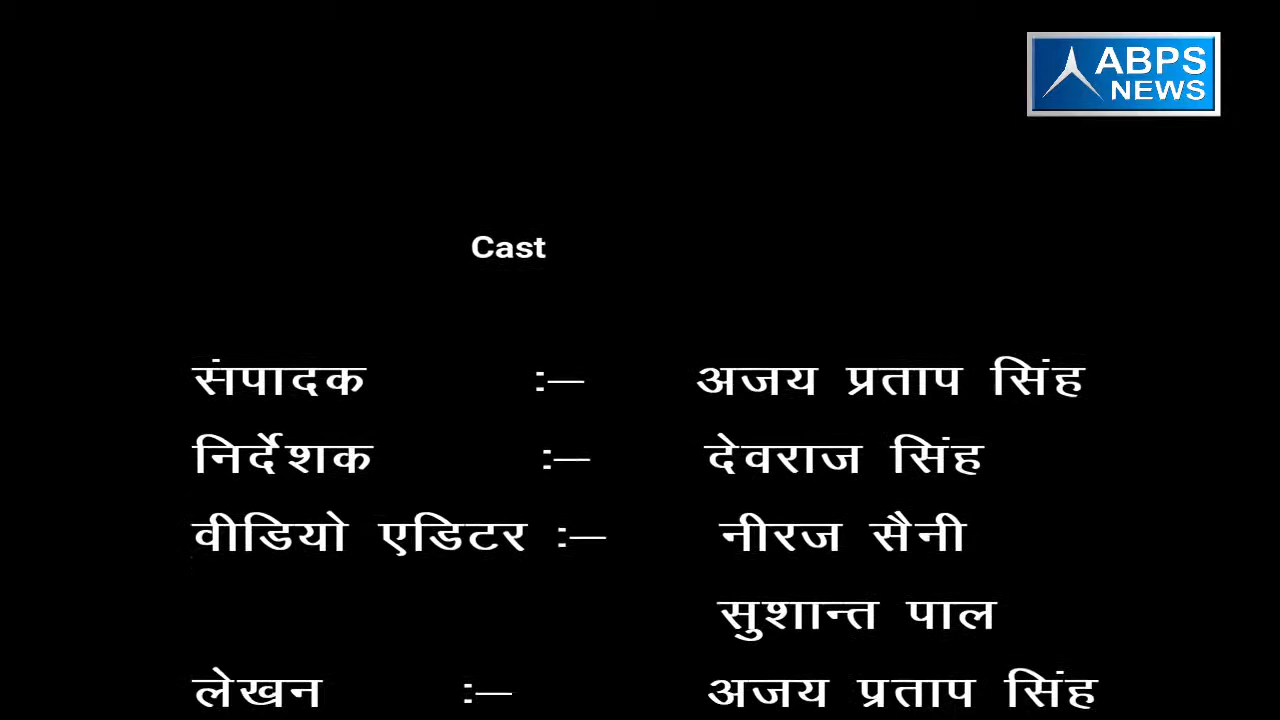 ABPS
NEWS
Cast
संपादक :— अजय प्रताप सिंह
निर्देशक :— देवराज सिंह
वीडियो एडिटर :— नीरज सैनी
सुशान्त पाल
लेखन :— अजय प्रताप सिंह